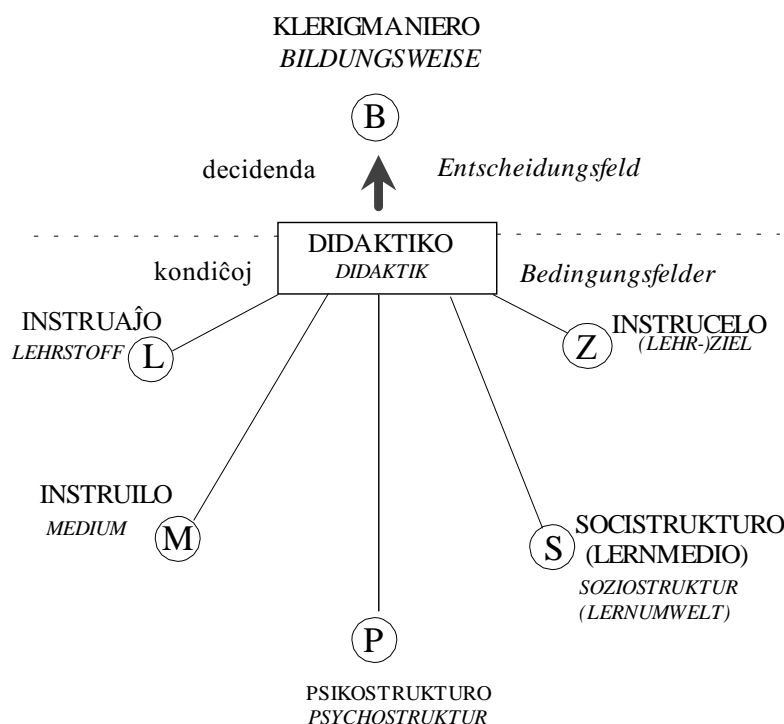 KLERIGMANIERO
BILDUNGSWEISE
B
decidenda
Entscheidungsfeld
DIDAKTIKO
DIDAKTIK
kondiĉoj
Bedingungsfelder
INSTRUAĴO
LEHRSTOFF
L
Z
INSTRUCELO
(LEHR-)ZIEL
INSTRUILO
MEDIUM
M
S
SOCISTRUKTURO
(LERNMEDIO)
SOZIOSTRUKTUR
(LERNUMWELT)
P
PSIKOSTRUKTURO
PSYCHOSTRUKTUR